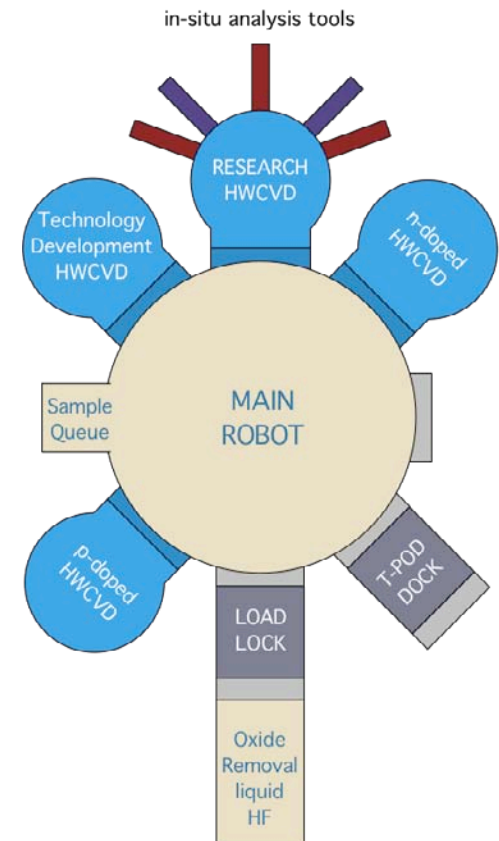 in-situ analysis tools
RESEARCH
HWCVD
Technology
Development
HWCVD
n-doped
HWCVD
Sample
Queue
MAIN
ROBOT
p-doped
HWCVD
T-POD
DOCK
LOAD
LOCK
Oxide
Removal
liquid
HF